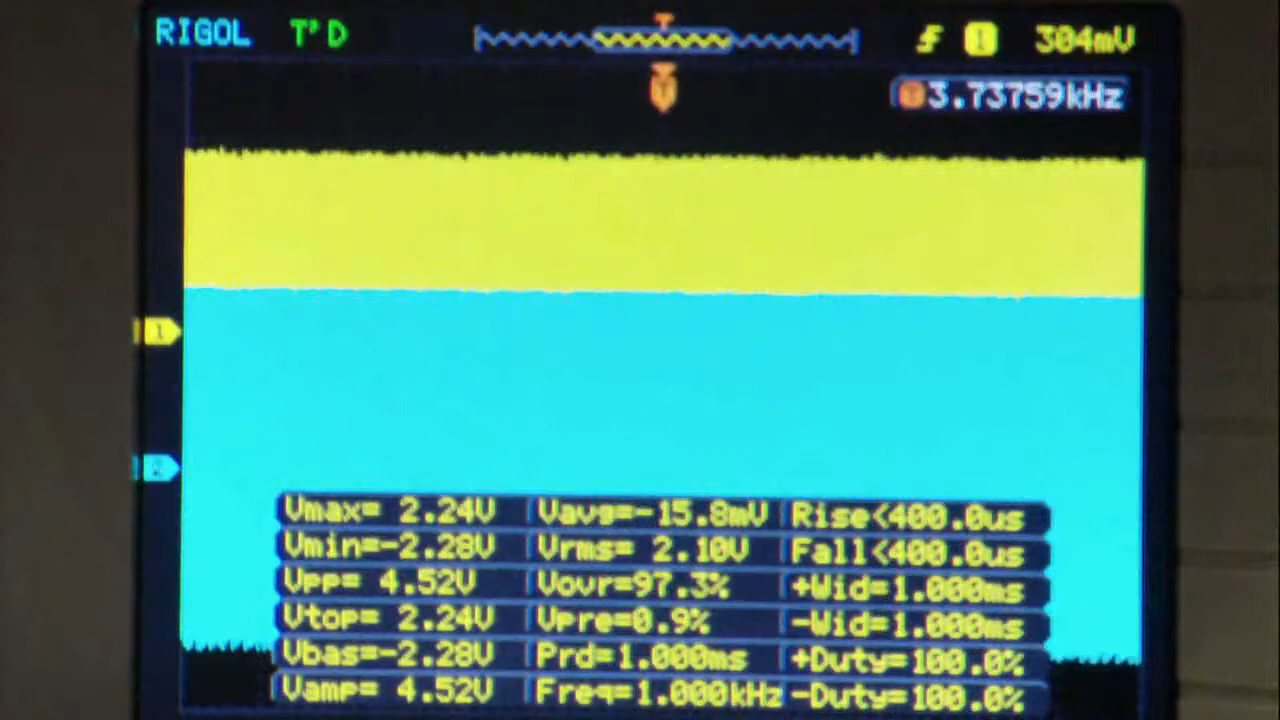 RIGOL T'D T 1 304mV
T 3.73759kHz
1
2
Vmax= 2.24V Vavg=-15.8mV Rise<400.0us
Vmin=-2.28V Vrms= 2.10V Fall<400.0us
Vpp= 4.52V Vovr=97.3% +Wid=1.000ms
Vtop= 2.24V Vpre=0.9% -Wid=1.000ms
Vbas=-2.28V Prd=1.000ms +Duty=100.0%
Vamp= 4.52V Freq=1.000kHz -Duty=100.0%